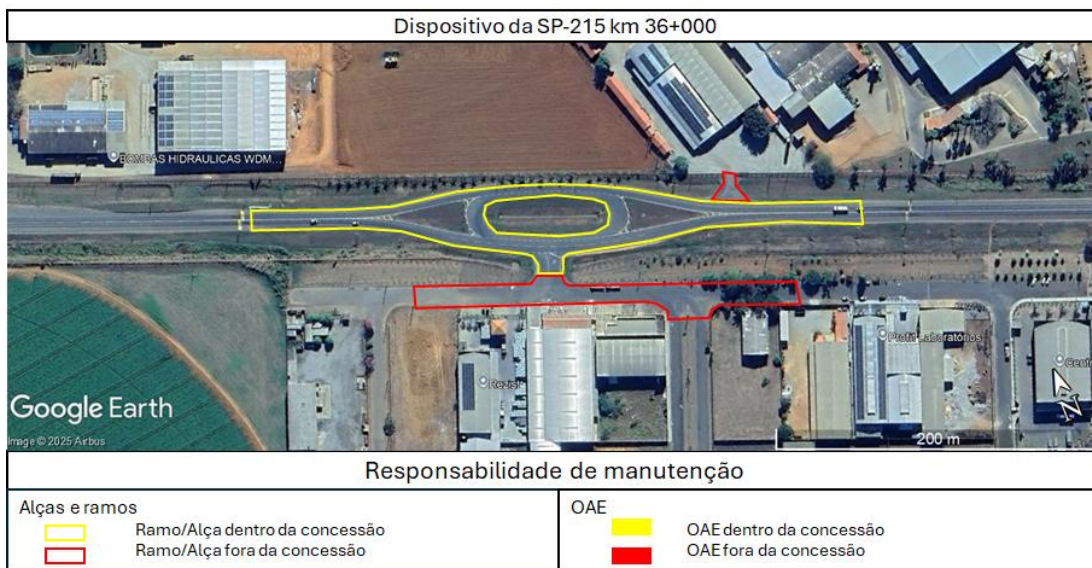 Dispositivo da SP-215 km 36+000
BOMBAS HIDRAULICAS WDM...
Rezist
Profit Laboratórios
Centr
N
Google Earth
Image © 2025 Airbus
200 m
Responsabilidade de manutenção
Alças e ramos
Ramo/Alça dentro da concessão
Ramo/Alça fora da concessão
OAE
OAE dentro da concessão
OAE fora da concessão